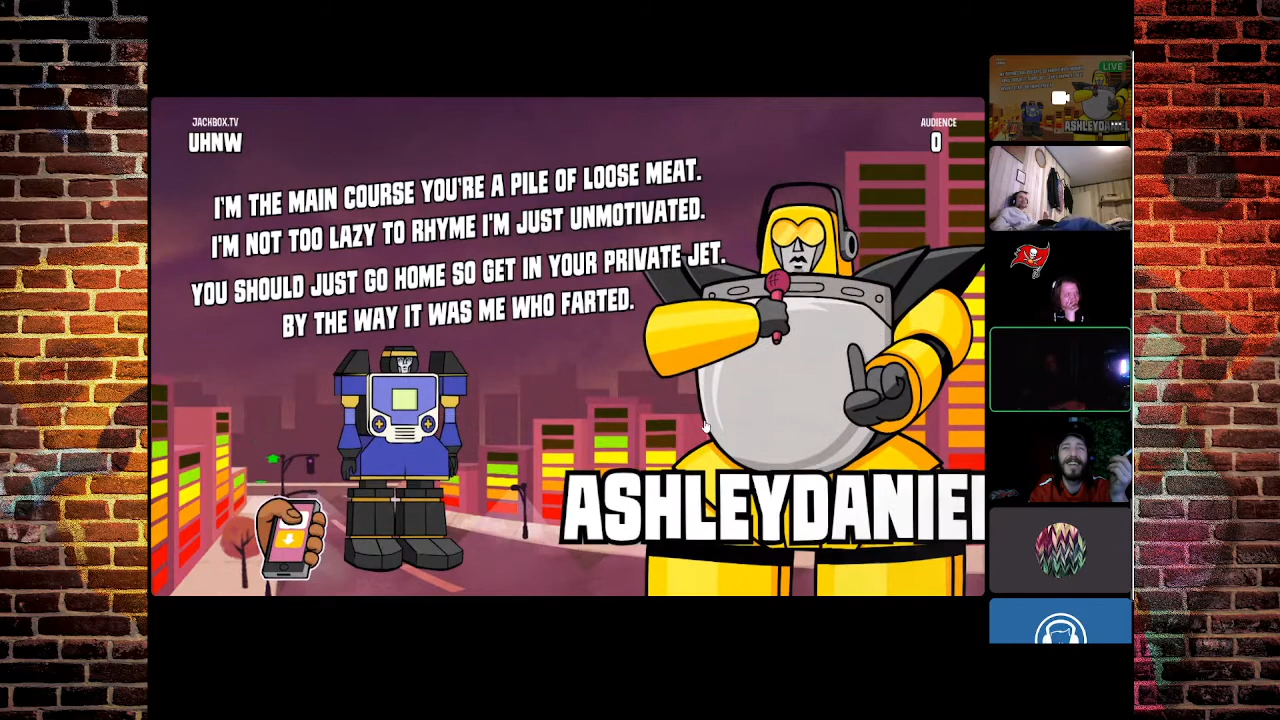 JACKBOX.TV
UHNW
AUDIENCE
0
I'M THE MAIN COURSE YOU'RE A PILE OF LOOSE MEAT.
I'M NOT TOO LAZY TO RHYME I'M JUST UNMOTIVATED.
YOU SHOULD JUST GO HOME SO GET IN YOUR PRIVATE JET.
BY THE WAY IT WAS ME WHO FARTED.
ASHLEYDANIEL
LIVE
ASHLEYDANIEL